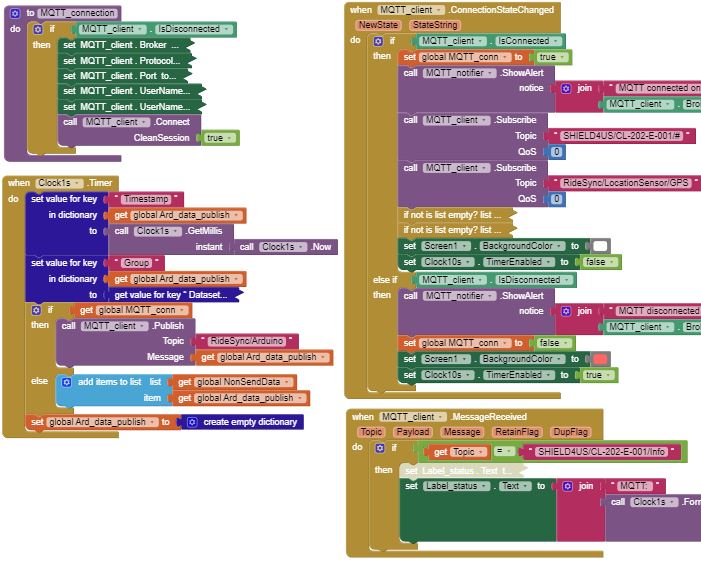 to MQTT_connection
do if MQTT_client . IsDisconnected
then set MQTT_client . Broker ...
set MQTT_client . Protocol...
set MQTT_client . Port to...
set MQTT_client . UserName...
set MQTT_client . UserName...
call MQTT_client .Connect
CleanSession true
when Clock1s .Timer
do set value for key " Timestamp "
in dictionary get global Ard_data_publish
to call Clock1s .GetMillis
instant call Clock1s .Now
set value for key " Group "
in dictionary get global Ard_data_publish
to get value for key " Dataset...
if get global MQTT_conn
then call MQTT_client .Publish
Topic " RideSync/Arduino "
Message get global Ard_data_publish
else add items to list list get global NonSendData
item get global Ard_data_publish
set global Ard_data_publish to create empty dictionary
when MQTT_client .ConnectionStateChanged
NewState StateString
do if MQTT_client . IsConnected
then set global MQTT_conn to true
call MQTT_notifier .ShowAlert
notice join " MQTT connected on
MQTT_client . Bro
call MQTT_client .Subscribe
Topic " SHIELD4US/CL-202-E-001/# "
QoS 0
call MQTT_client .Subscribe
Topic " RideSync/LocationSensor/GPS "
QoS 0
if not is list empty? list ...
if not is list empty? list ...
set Screen1 . BackgroundColor to
set Clock10s . TimerEnabled to false
else if MQTT_client . IsDisconnected
then call MQTT_notifier .ShowAlert
notice join " MQTT disconnected
MQTT_client . Bro
set global MQTT_conn to false
set Screen1 . BackgroundColor to
set Clock10s . TimerEnabled to true
when MQTT_client .MessageReceived
Topic Payload Message RetainFlag DupFlag
do if get Topic = " SHIELD4US/CL-202-E-001/Info "
then set Label_status . Text t...
set Label_status . Text to join " MQTT: "
call Clock1s .Form